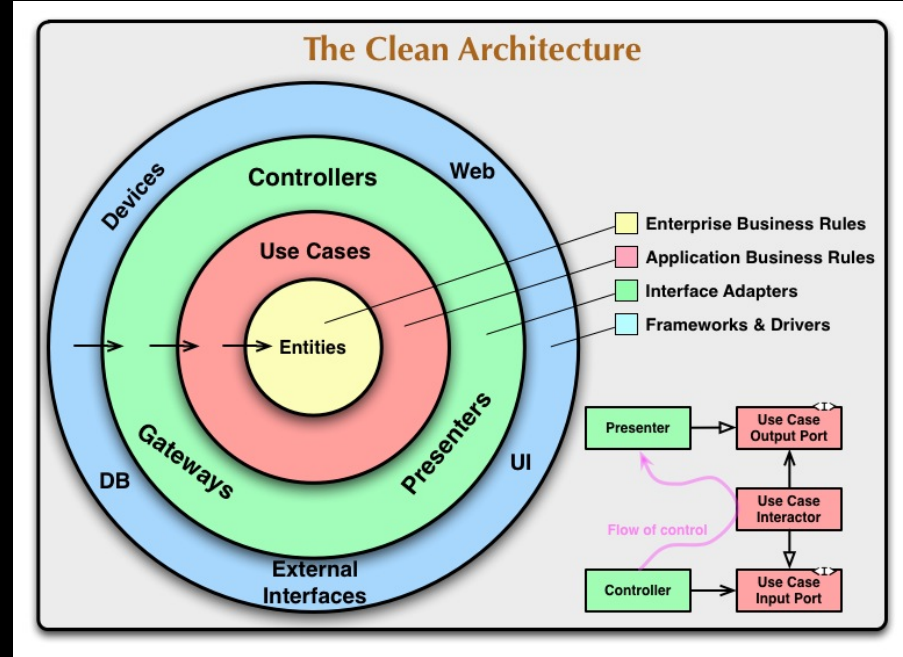 The Clean Architecture
Devices
Web
Controllers
Use Cases
Entities
Gateways
Presenters
DB
UI
External
Interfaces
Enterprise Business Rules
Application Business Rules
Interface Adapters
Frameworks & Drivers
Presenter
<I>
Use Case
Output Port
Use Case
Interactor
Flow of control
Controller
<I>
Use Case
Input Port